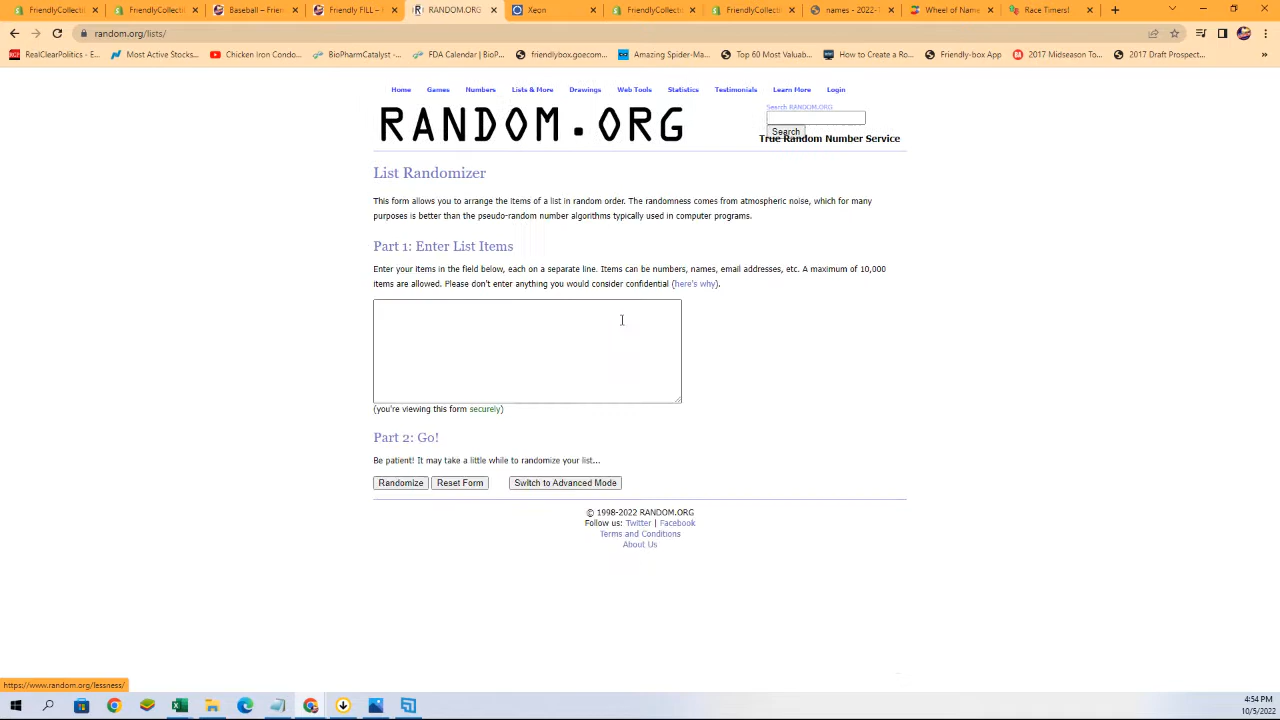 FriendlyCollecti
FriendlyCollecti
Baseball – Frien
Friendly FILL –
RANDOM.ORG
Xeon
FriendlyCollecti
FriendlyCollecti
names - 2022-1
Wheel of Name
Race Timers!
random.org/lists/
RealClearPolitics - E...
Most Active Stocks...
Chicken Iron Condo...
BioPharmCatalyst -...
FDA Calendar | BioP...
friendlybox.goecom...
Amazing Spider-Ma...
Top 60 Most Valuab...
How to Create a Ro...
Friendly-box App
2017 Midseason To...
2017 Draft Prospect...
Home Games Numbers Lists & More Drawings Web Tools Statistics Testimonials Learn More Login
RANDOM.ORG
Search RANDOM.ORG
Search
True Random Number Service
List Randomizer
This form allows you to arrange the items of a list in random order. The randomness comes from atmospheric noise, which for many
purposes is better than the pseudo-random number algorithms typically used in computer programs.
Part 1: Enter List Items
Enter your items in the field below, each on a separate line. Items can be numbers, names, email addresses, etc. A maximum of 10,000
items are allowed. Please don't enter anything you would consider confidential (here's why).
(you're viewing this form securely)
Part 2: Go!
Be patient! It may take a little while to randomize your list...
Randomize Reset Form Switch to Advanced Mode
© 1998-2022 RANDOM.ORG
Follow us: Twitter | Facebook
Terms and Conditions
About Us
https://www.random.org/lessness/
4:54 PM
10/5/2022